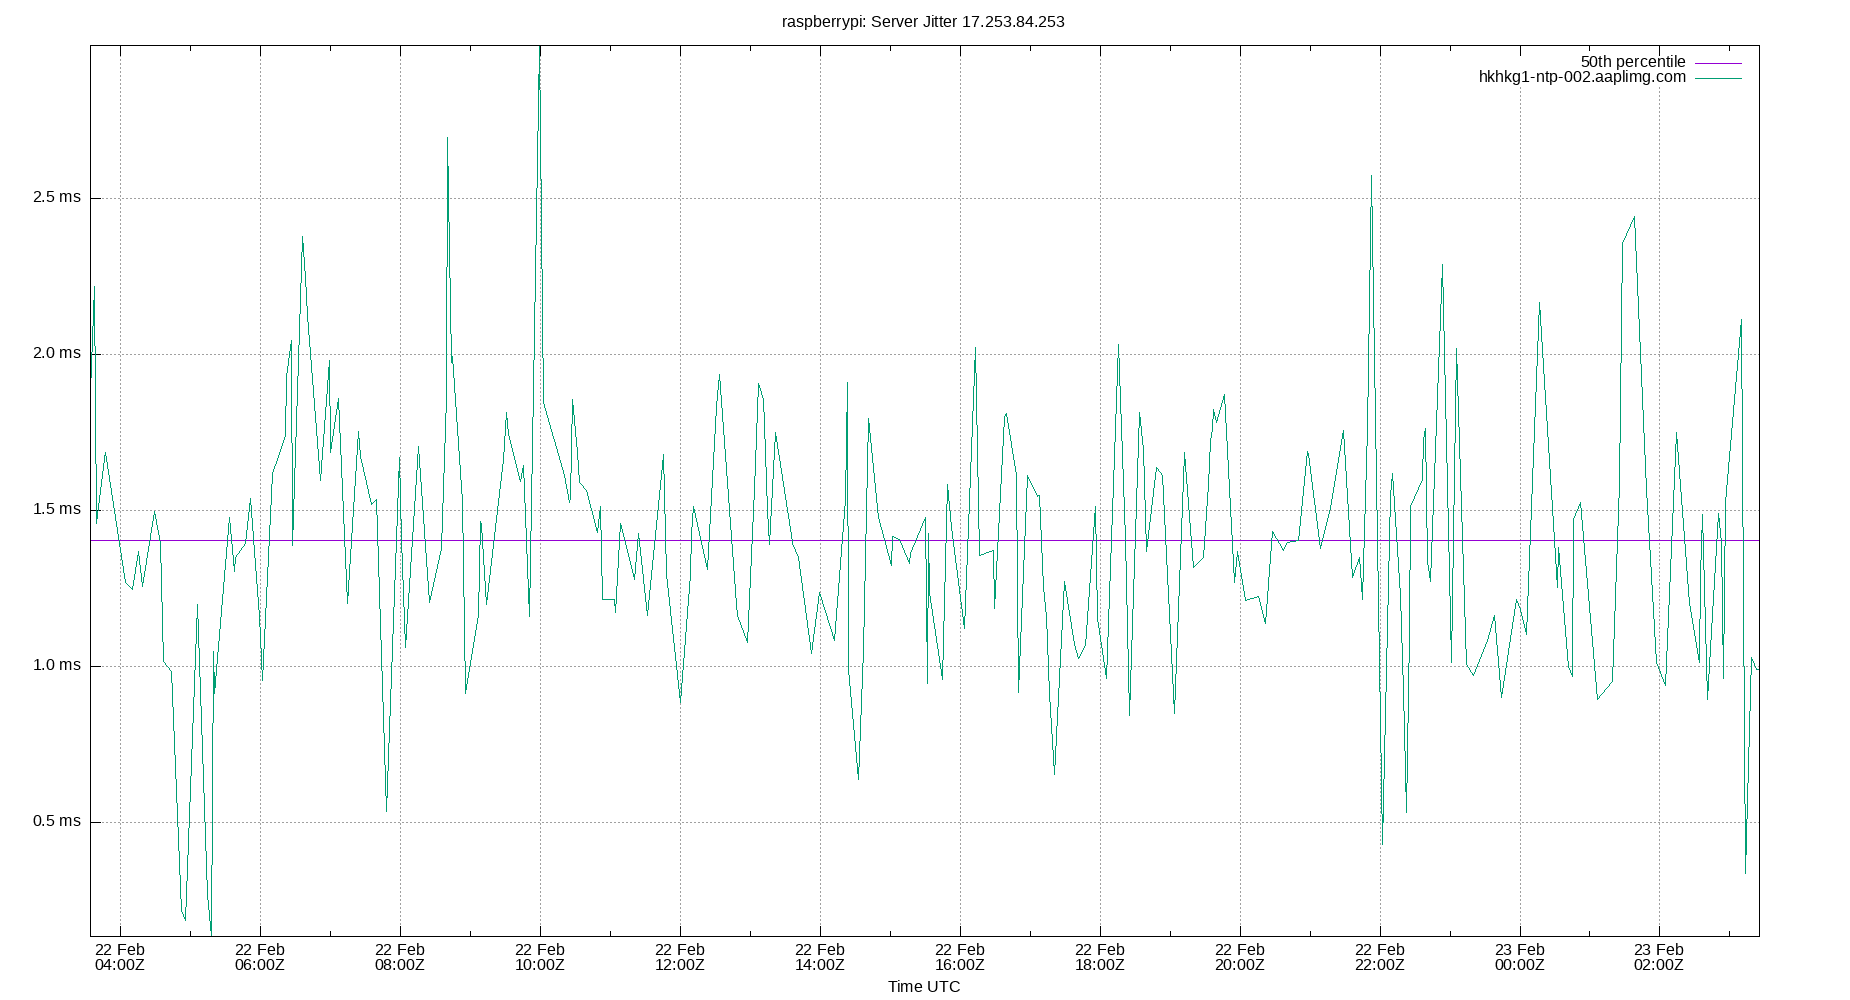 raspberrypi: Server Jitter 17.253.84.253
50th percentile
hkhkg1-ntp-002.aaplimg.com
2.5 ms
2.0 ms
1.5 ms
1.0 ms
0.5 ms
22 Feb 22 Feb 22 Feb 22 Feb 22 Feb 22 Feb 22 Feb 22 Feb 22 Feb 22 Feb 23 Feb 23 Feb
04:00Z 06:00Z 08:00Z 10:00Z 12:00Z 14:00Z 16:00Z 18:00Z 20:00Z 22:00Z 00:00Z 02:00Z
Time UTC